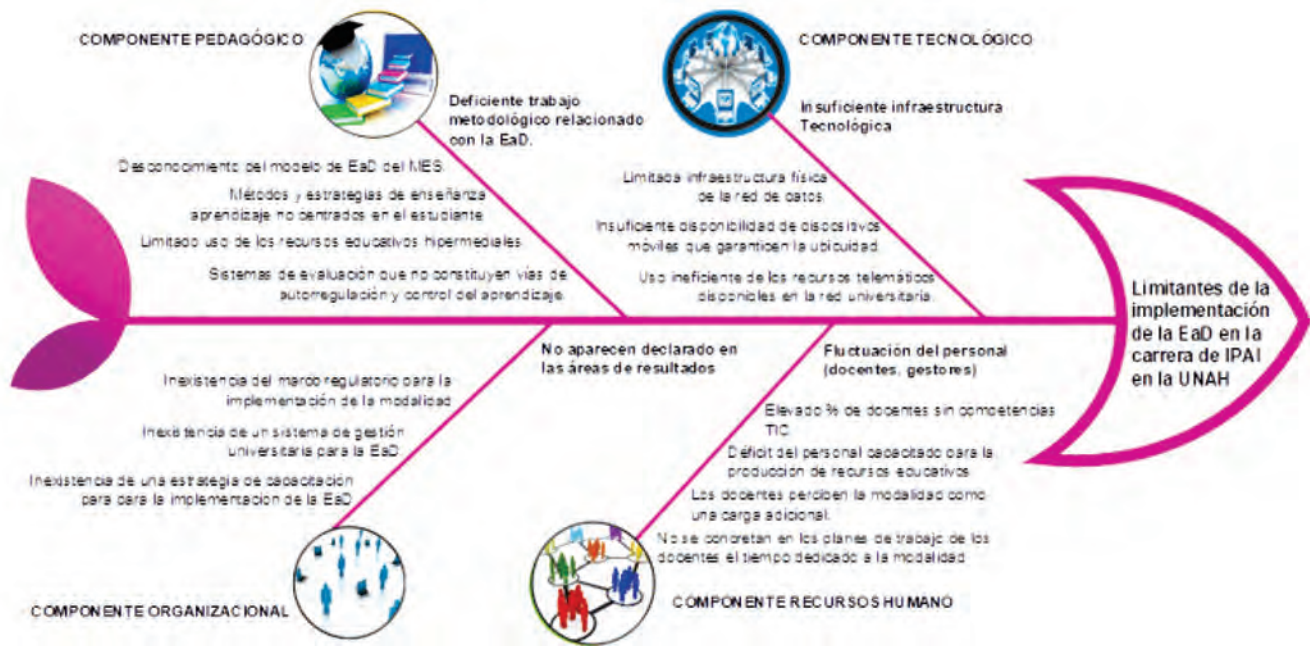 COMPONENTE PEDAGÓGICO
Deficiente trabajo
metodológico relacionado
con la EaD.
Desconocimiento del modelo de EaD del MES
Métodos y estrategias de enseñanza
aprendizaje no centrados en el estudiante
Limitado uso de los recursos educativos hipermediales
Sistemas de evaluación que no constituyen vías de
autorregulación y control del aprendizaje
COMPONENTE TECNOLÓGICO
Insuficiente infraestructura
Tecnológica
Limitada infraestructura física
de la red de datos
Insuficiente disponibilidad de dispositivos
móviles que garanticen la ubicuidad
Uso ineficiente de los recursos telemáticos
disponibles en la red universitaria.
Limitantes de la
implementación
de la EaD en la
carrera de IPAI
en la UNAH
No aparecen declarado en
las áreas de resultados
Inexistencia del marco regulatorio para la
implementación de la modalidad
Inexistencia de un sistema de gestión
universitaria para la EaD
Inexistencia de una estrategia de capacitación
para para la implementación de la EaD
COMPONENTE ORGANIZACIONAL
Fluctuación del personal
(docentes, gestores)
Elevado % de docentes sin competencias
TIC
Déficit del personal capacitado para la
producción de recursos educativos
Los docentes perciben la modalidad como
una carga adicional.
No se concretan en los planes de trabajo de los
docentes el tiempo dedicado a la modalidad
COMPONENTE RECURSOS HUMANO